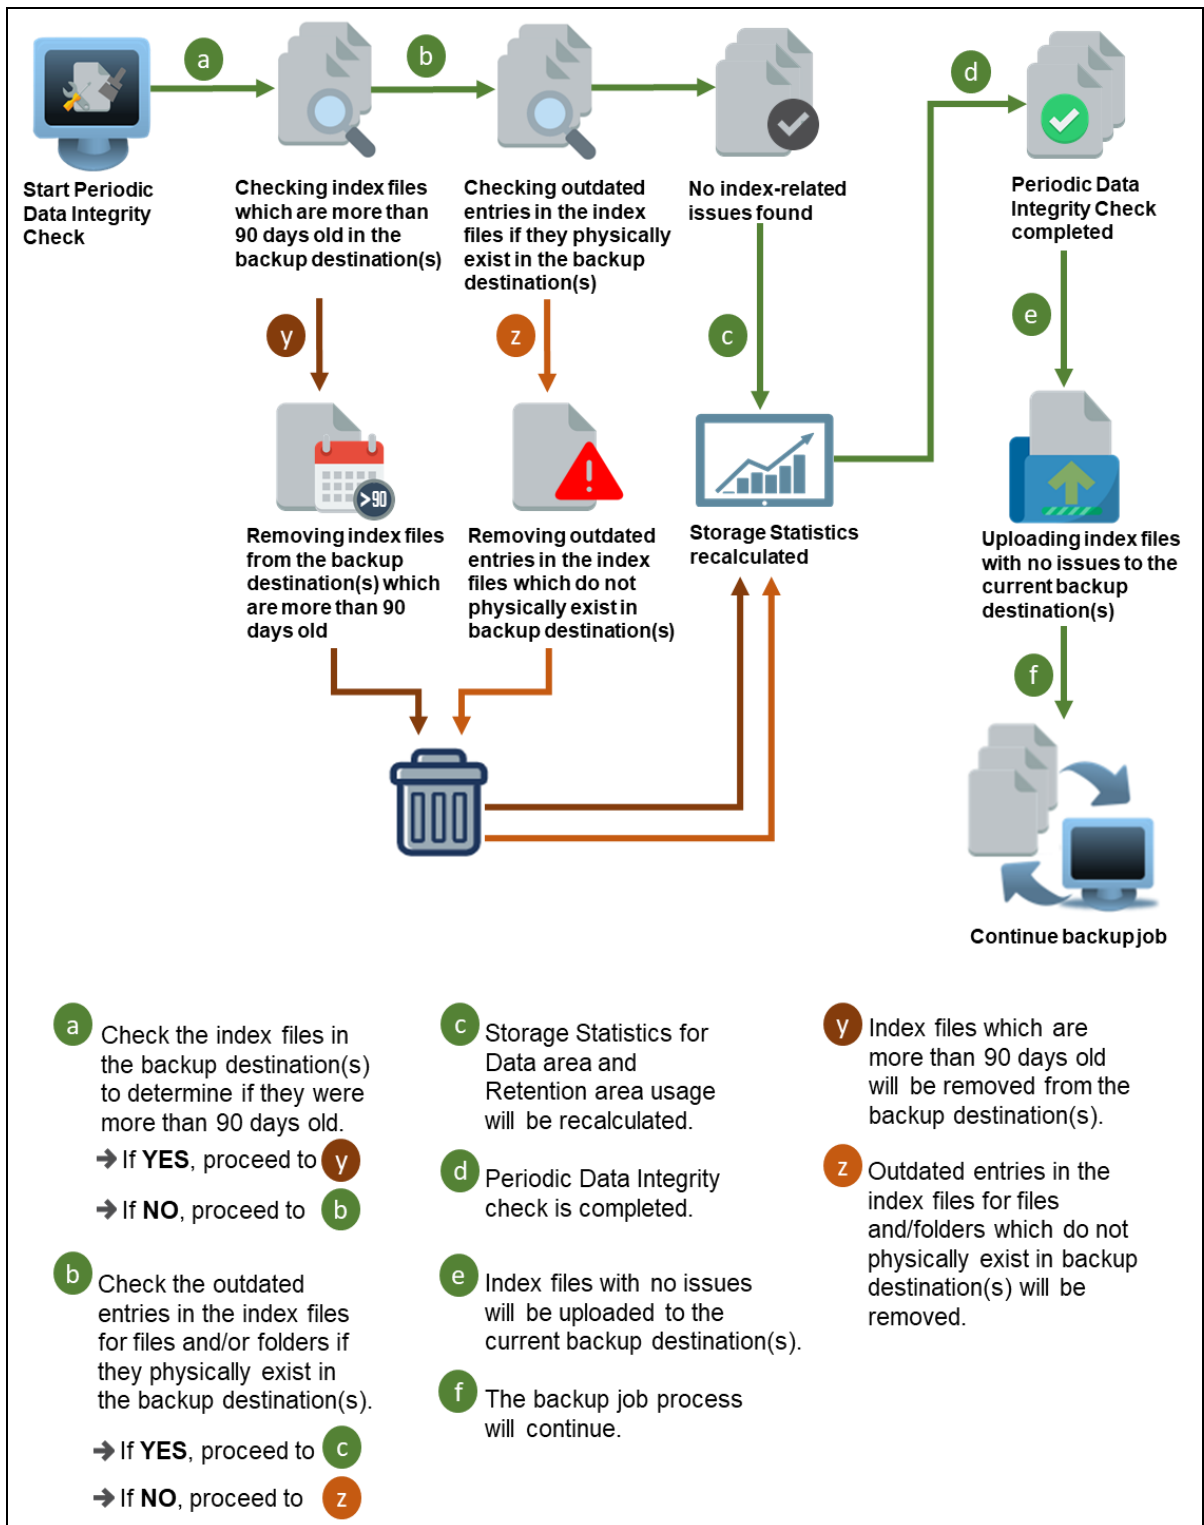 a
b
d
Start Periodic
Data Integrity
Check
Checking index files
which are more than
90 days old in the
backup destination(s)
Checking outdated
entries in the index
files if they physically
exist in the backup
destination(s)
No index-related
issues found
Periodic Data
Integrity Check
completed
y
z
c
e
>90
Removing index files
from the backup
destination(s) which
are more than 90
days old
Removing outdated
entries in the index
files which do not
physically exist in
backup destination(s)
Storage Statistics
recalculated
Uploading index files
with no issues to the
current backup
destination(s)
f
Continue backup job
a
Check the index files in
the backup destination(s)
to determine if they were
more than 90 days old.
➔ If YES, proceed to y
➔ If NO, proceed to b
b
Check the outdated
entries in the index files
for files and/or folders if
they physically exist in
the backup destination(s).
➔ If YES, proceed to c
➔ If NO, proceed to z
c
Storage Statistics for
Data area and
Retention area usage
will be recalculated.
d
Periodic Data Integrity
check is completed.
e
Index files with no issues
will be uploaded to the
current backup destination(s).
f
The backup job process
will continue.
y
Index files which are
more than 90 days old
will be removed from the
backup destination(s).
z
Outdated entries in the
index files for files
and/folders which do not
physically exist in backup
destination(s) will be
removed.